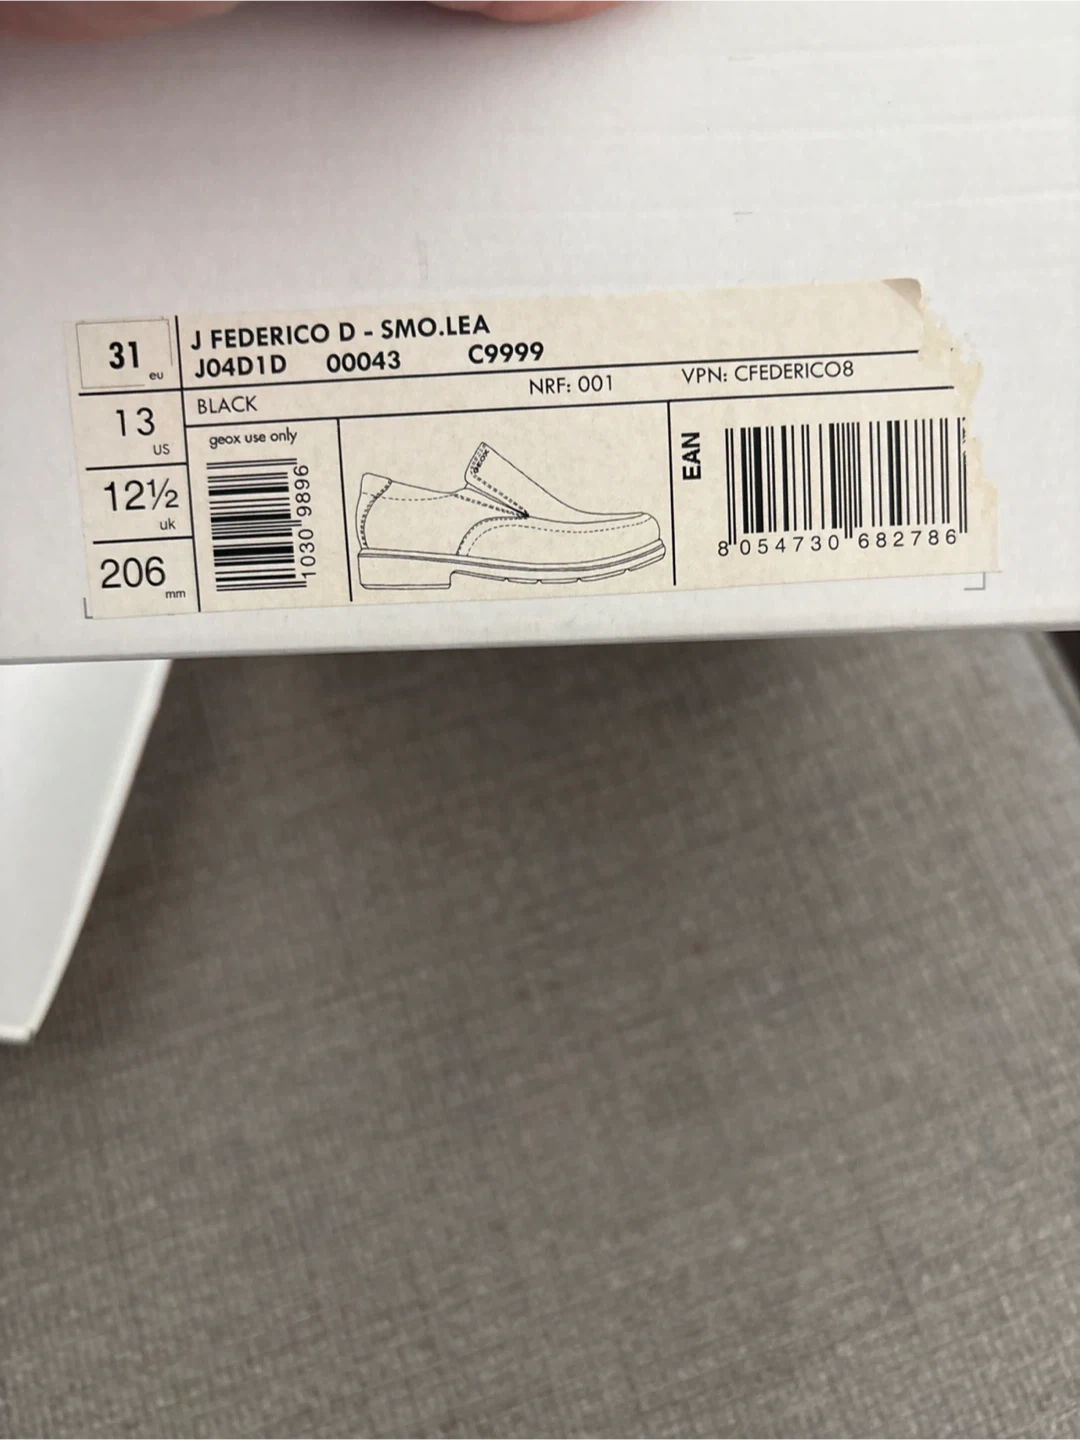 31 eu
13 US
12½ uk
206 mm
J FEDERICO D - SMO.LEA
J04D1D 00043 C9999
NRF: 001 VPN: CFEDERICO8
BLACK
geox use only
1030 9896
GEOX
EAN
8 054730 682786